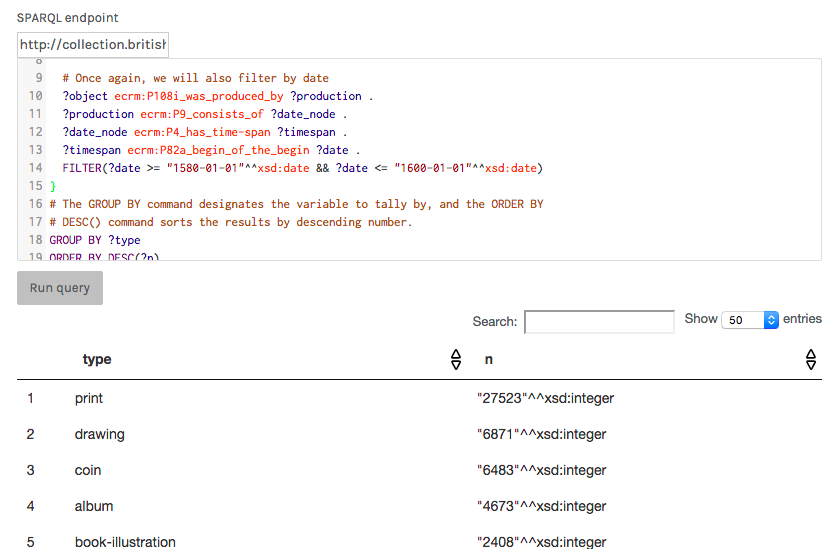 SPARQL endpoint
http://collection.british
8
9 # Once again, we will also filter by date
10 ?object ecrm:P108i_was_produced_by ?production .
11 ?production ecrm:P9_consists_of ?date_node .
12 ?date_node ecrm:P4_has_time-span ?timespan .
13 ?timespan ecrm:P82a_begin_of_the_begin ?date .
14 FILTER(?date >= "1580-01-01"^^xsd:date && ?date <= "1600-01-01"^^xsd:date)
15 }
16 # The GROUP BY command designates the variable to tally by, and the ORDER BY
17 # DESC() command sorts the results by descending number.
18 GROUP BY ?type
19 ORDER BY DESC(?n)
Run query
Search: Show 50 entries
type n
1 print "27523"^^xsd:integer
2 drawing "6871"^^xsd:integer
3 coin "6483"^^xsd:integer
4 album "4673"^^xsd:integer
5 book-illustration "2408"^^xsd:integer